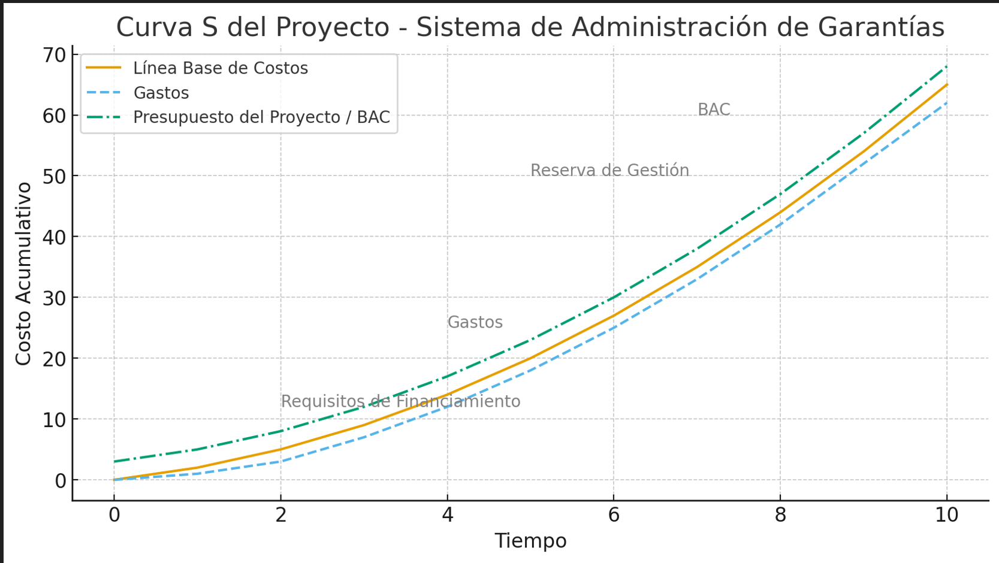 Curva S del Proyecto - Sistema de Administración de Garantías
70
60
50
40
30
20
10
0
Costo Acumulativo
Línea Base de Costos
Gastos
Presupuesto del Proyecto / BAC
BAC
Reserva de Gestión
Gastos
Requisitos de Financiamiento
0 2 4 6 8 10
Tiempo